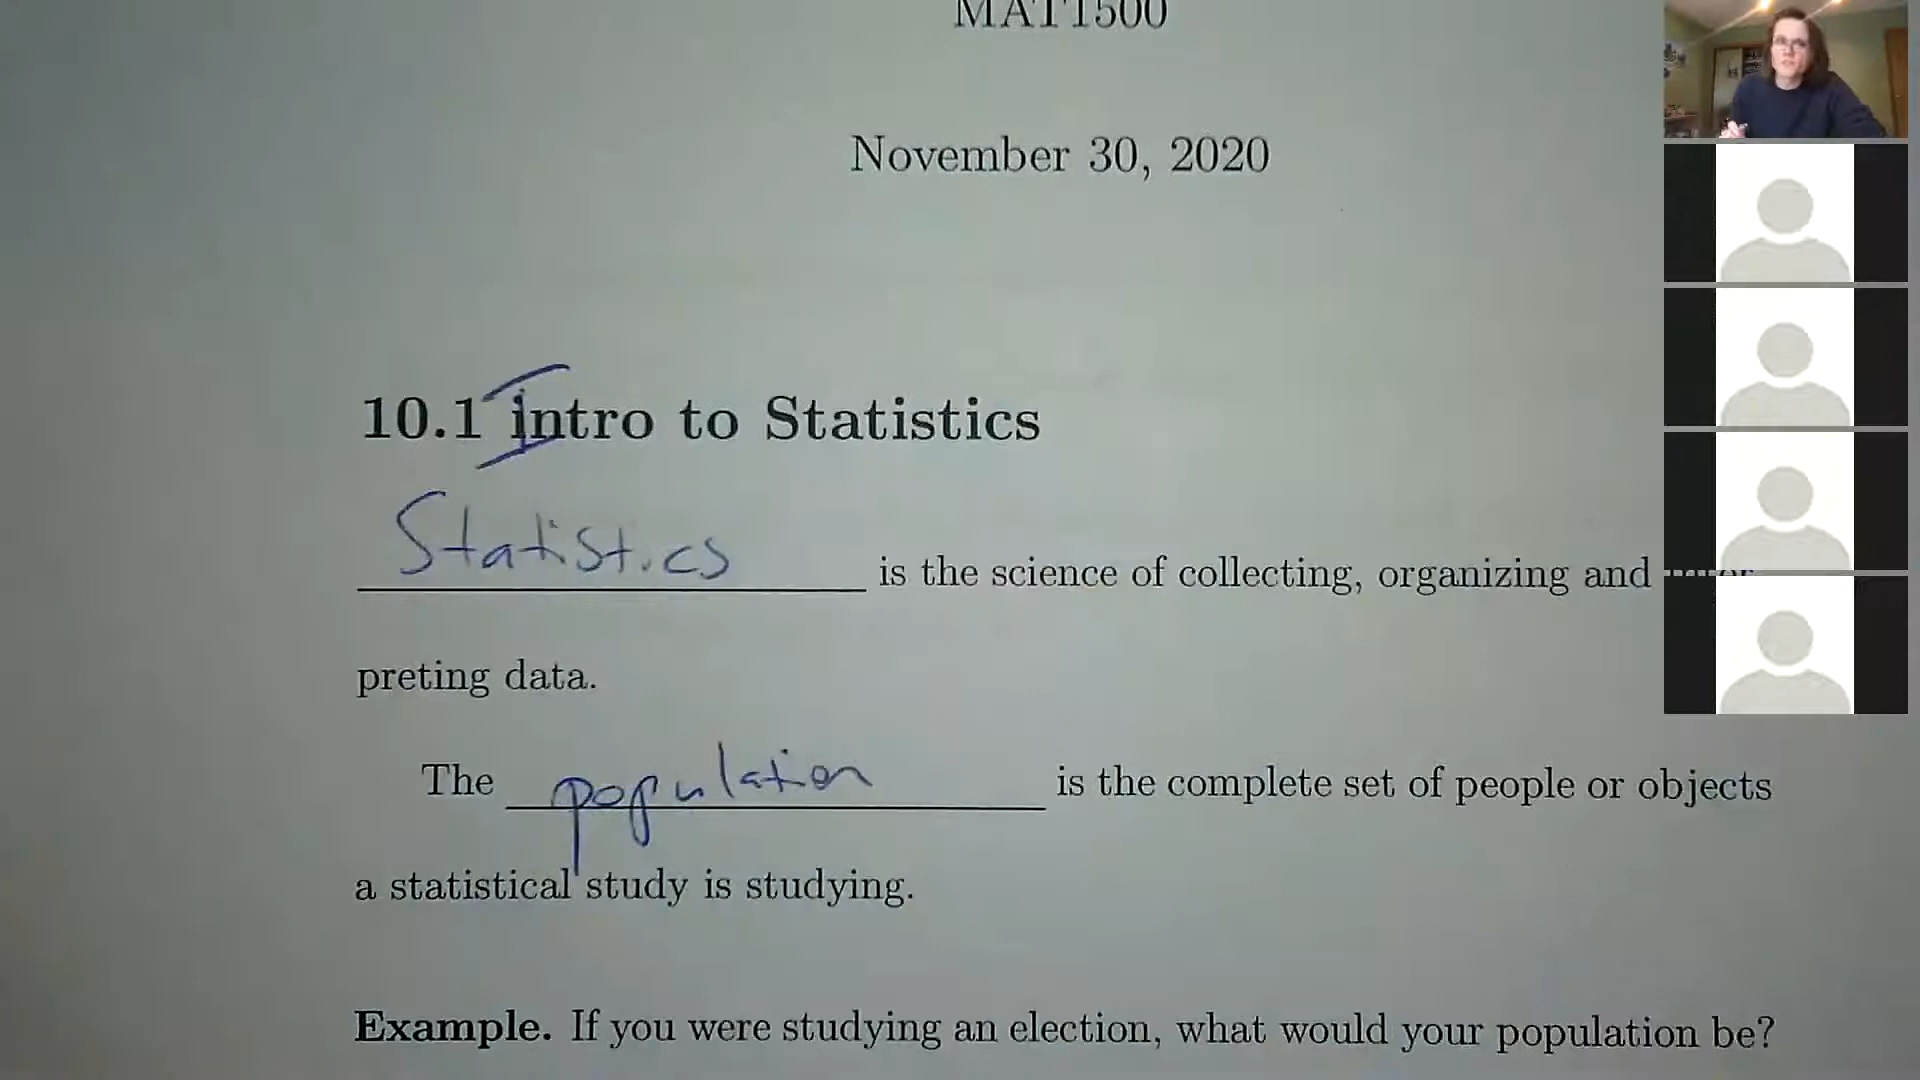 MAT1500
November 30, 2020
10.1 Intro to Statistics
Statistics is the science of collecting, organizing and
preting data.
The population is the complete set of people or objects
a statistical study is studying.
Example. If you were studying an election, what would your population be?